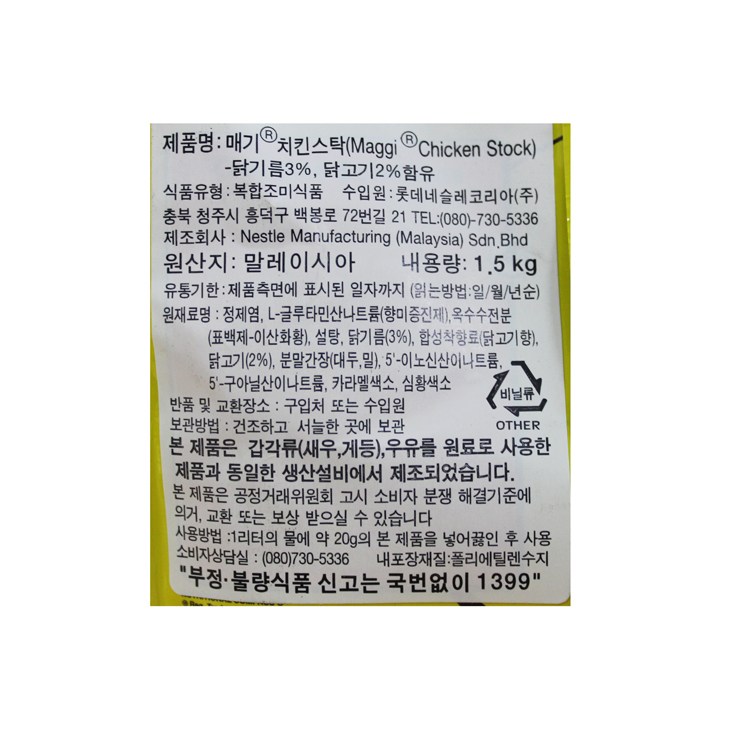 제품명: 매기®치킨스탁(Maggi ®Chicken Stock)
-닭기름3%, 닭고기2%함유
식품유형:복합조미식품 수입원:롯데네슬레코리아(주)
충북 청주시 흥덕구 백봉로 72번길 21 TEL:(080)-730-5336
제조회사 : Nestle Manufacturing (Malaysia) Sdn,Bhd
원산지: 말레이시아 내용량: 1.5 kg
유통기한:제품측면에 표시된 일자까지 (읽는방법:일/월/년순)
원재료명 : 정제염, L-글루타민산나트륨(향미증진제),옥수수전분
(표백제-이산화황), 설탕, 닭기름(3%), 합성착향료(닭고기향),
닭고기(2%), 분말간장(대두,밀), 5'-이노신산이나트륨,
5'-구아닐산이나트륨, 카라멜색소, 심황색소
비닐류
OTHER
반품 및 교환장소 : 구입처 또는 수입원
보관방법 : 건조하고 서늘한 곳에 보관
본 제품은 갑각류(새우,게등),우유를 원료로 사용한
제품과 동일한 생산설비에서 제조되었습니다.
본 제품은 공정거래위원회 고시 소비자 분쟁 해결기준에
의거, 교환 또는 보상 받으실 수 있습니다
사용방법 :1리터의 물에 약 20g의 본 제품을 넣어끓인 후 사용
소비자상담실 : (080)730-5336 내포장재질:폴리에틸렌수지
"부정·불량식품 신고는 국번없이 1399"